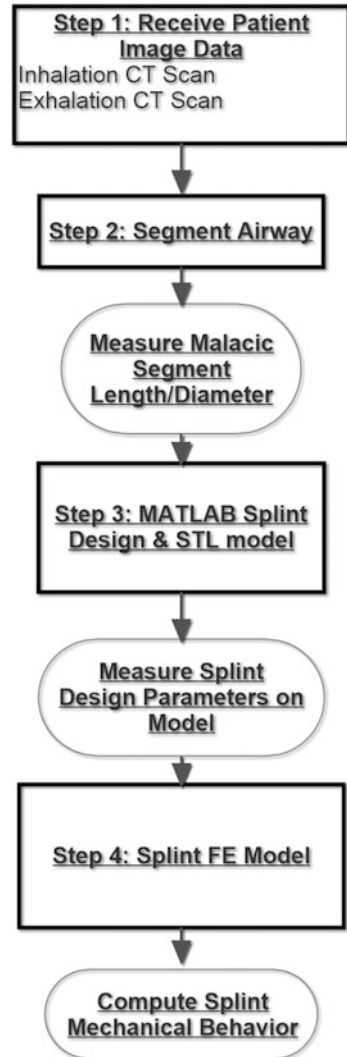 Step 1: Receive Patient
Image Data
Inhalation CT Scan
Exhalation CT Scan
Step 2: Segment Airway
Measure Malacic
Segment
Length/Diameter
Step 3: MATLAB Splint
Design & STL model
Measure Splint
Design Parameters on
Model
Step 4: Splint FE Model
Compute Splint
Mechanical Behavior